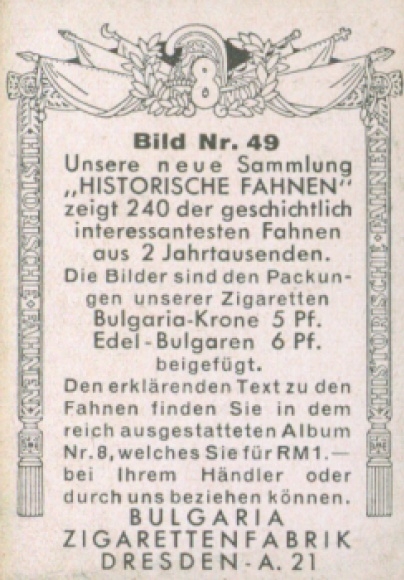 8
Bild Nr. 49
Unsere neue Sammlung
„HISTORISCHE FAHNEN"
zeigt 240 der geschichtlich
interessantesten Fahnen
aus 2 Jahrtausenden.
Die Bilder sind den Packun-
gen unserer Zigaretten
Bulgaria-Krone 5 Pf.
Edel-Bulgaren 6 Pf.
beigefügt.
Den erklärenden Text zu den
Fahnen finden Sie in dem
reich ausgestatteten Album
Nr. 8, welches Sie für RM1.—
bei Ihrem Händler oder
durch uns beziehen können.
BULGARIA
ZIGARETTENFABRIK
DRESDEN-A. 21
HISTORISCHE·FAHNEN
HISTORISCHE·FAHNEN